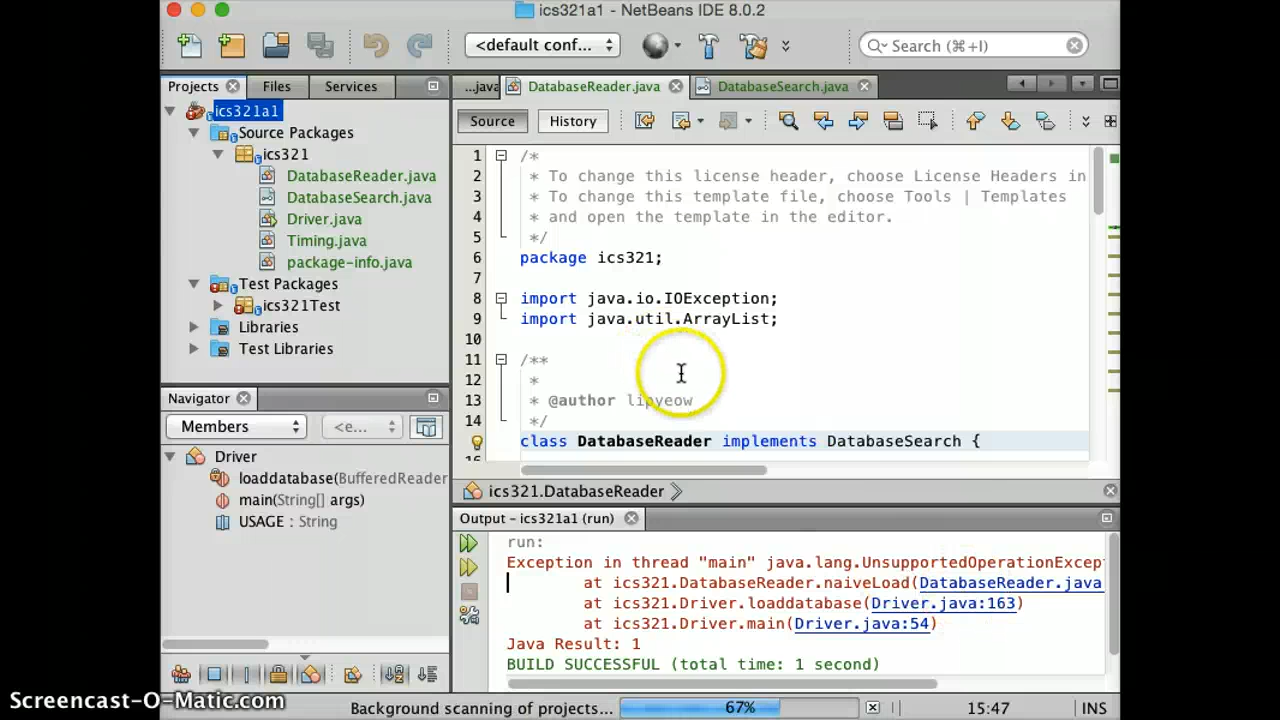 ics321a1 - NetBeans IDE 8.0.2
<default conf...
Search (⌘+I)
Projects
Files
Services
...java
DatabaseReader.java
DatabaseSearch.java
Source
History
ics321a1
Source Packages
ics321
DatabaseReader.java
DatabaseSearch.java
Driver.java
Timing.java
package-info.java
Test Packages
ics321Test
Libraries
Test Libraries
1 /*
2 * To change this license header, choose License Headers in
3 * To change this template file, choose Tools | Templates
4 * and open the template in the editor.
5 */
6 package ics321;
7
8 import java.io.IOException;
9 import java.util.ArrayList;
10
11 /**
12 *
13 * @author lipyeow
14 */
class DatabaseReader implements DatabaseSearch {
16
ics321.DatabaseReader
Navigator
Members
<e...
Driver
loaddatabase(BufferedReader
main(String[] args)
USAGE : String
Output - ics321a1 (run)
run:
Exception in thread "main" java.lang.UnsupportedOperationExcept
at ics321.DatabaseReader.naiveLoad(DatabaseReader.java
at ics321.Driver.loaddatabase(Driver.java:163)
at ics321.Driver.main(Driver.java:54)
Java Result: 1
BUILD SUCCESSFUL (total time: 1 second)
Screencast-O-Matic.com
Background scanning of projects...
67%
15:47
INS